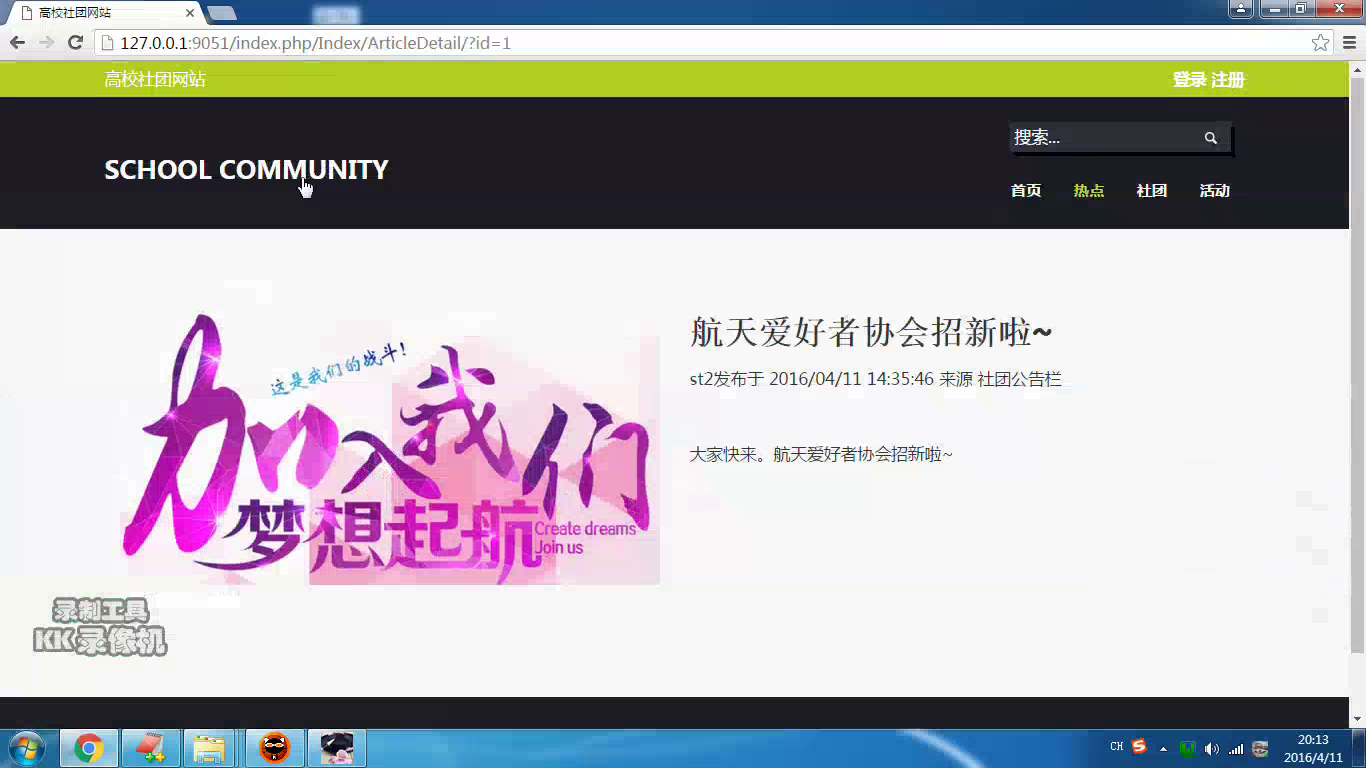 高校社团网站
127.0.0.1:9051/index.php/Index/ArticleDetail/?id=1
高校社团网站
登录 注册
搜索...
SCHOOL COMMUNITY
首页 热点 社团 活动
这是我们的战斗!
加入我们
梦想起航
Create dreams
Join us
航天爱好者协会招新啦~
st2发布于 2016/04/11 14:35:46 来源 社团公告栏
大家快来。航天爱好者协会招新啦~
录制工具
KK录像机
CH
20:13
2016/4/11